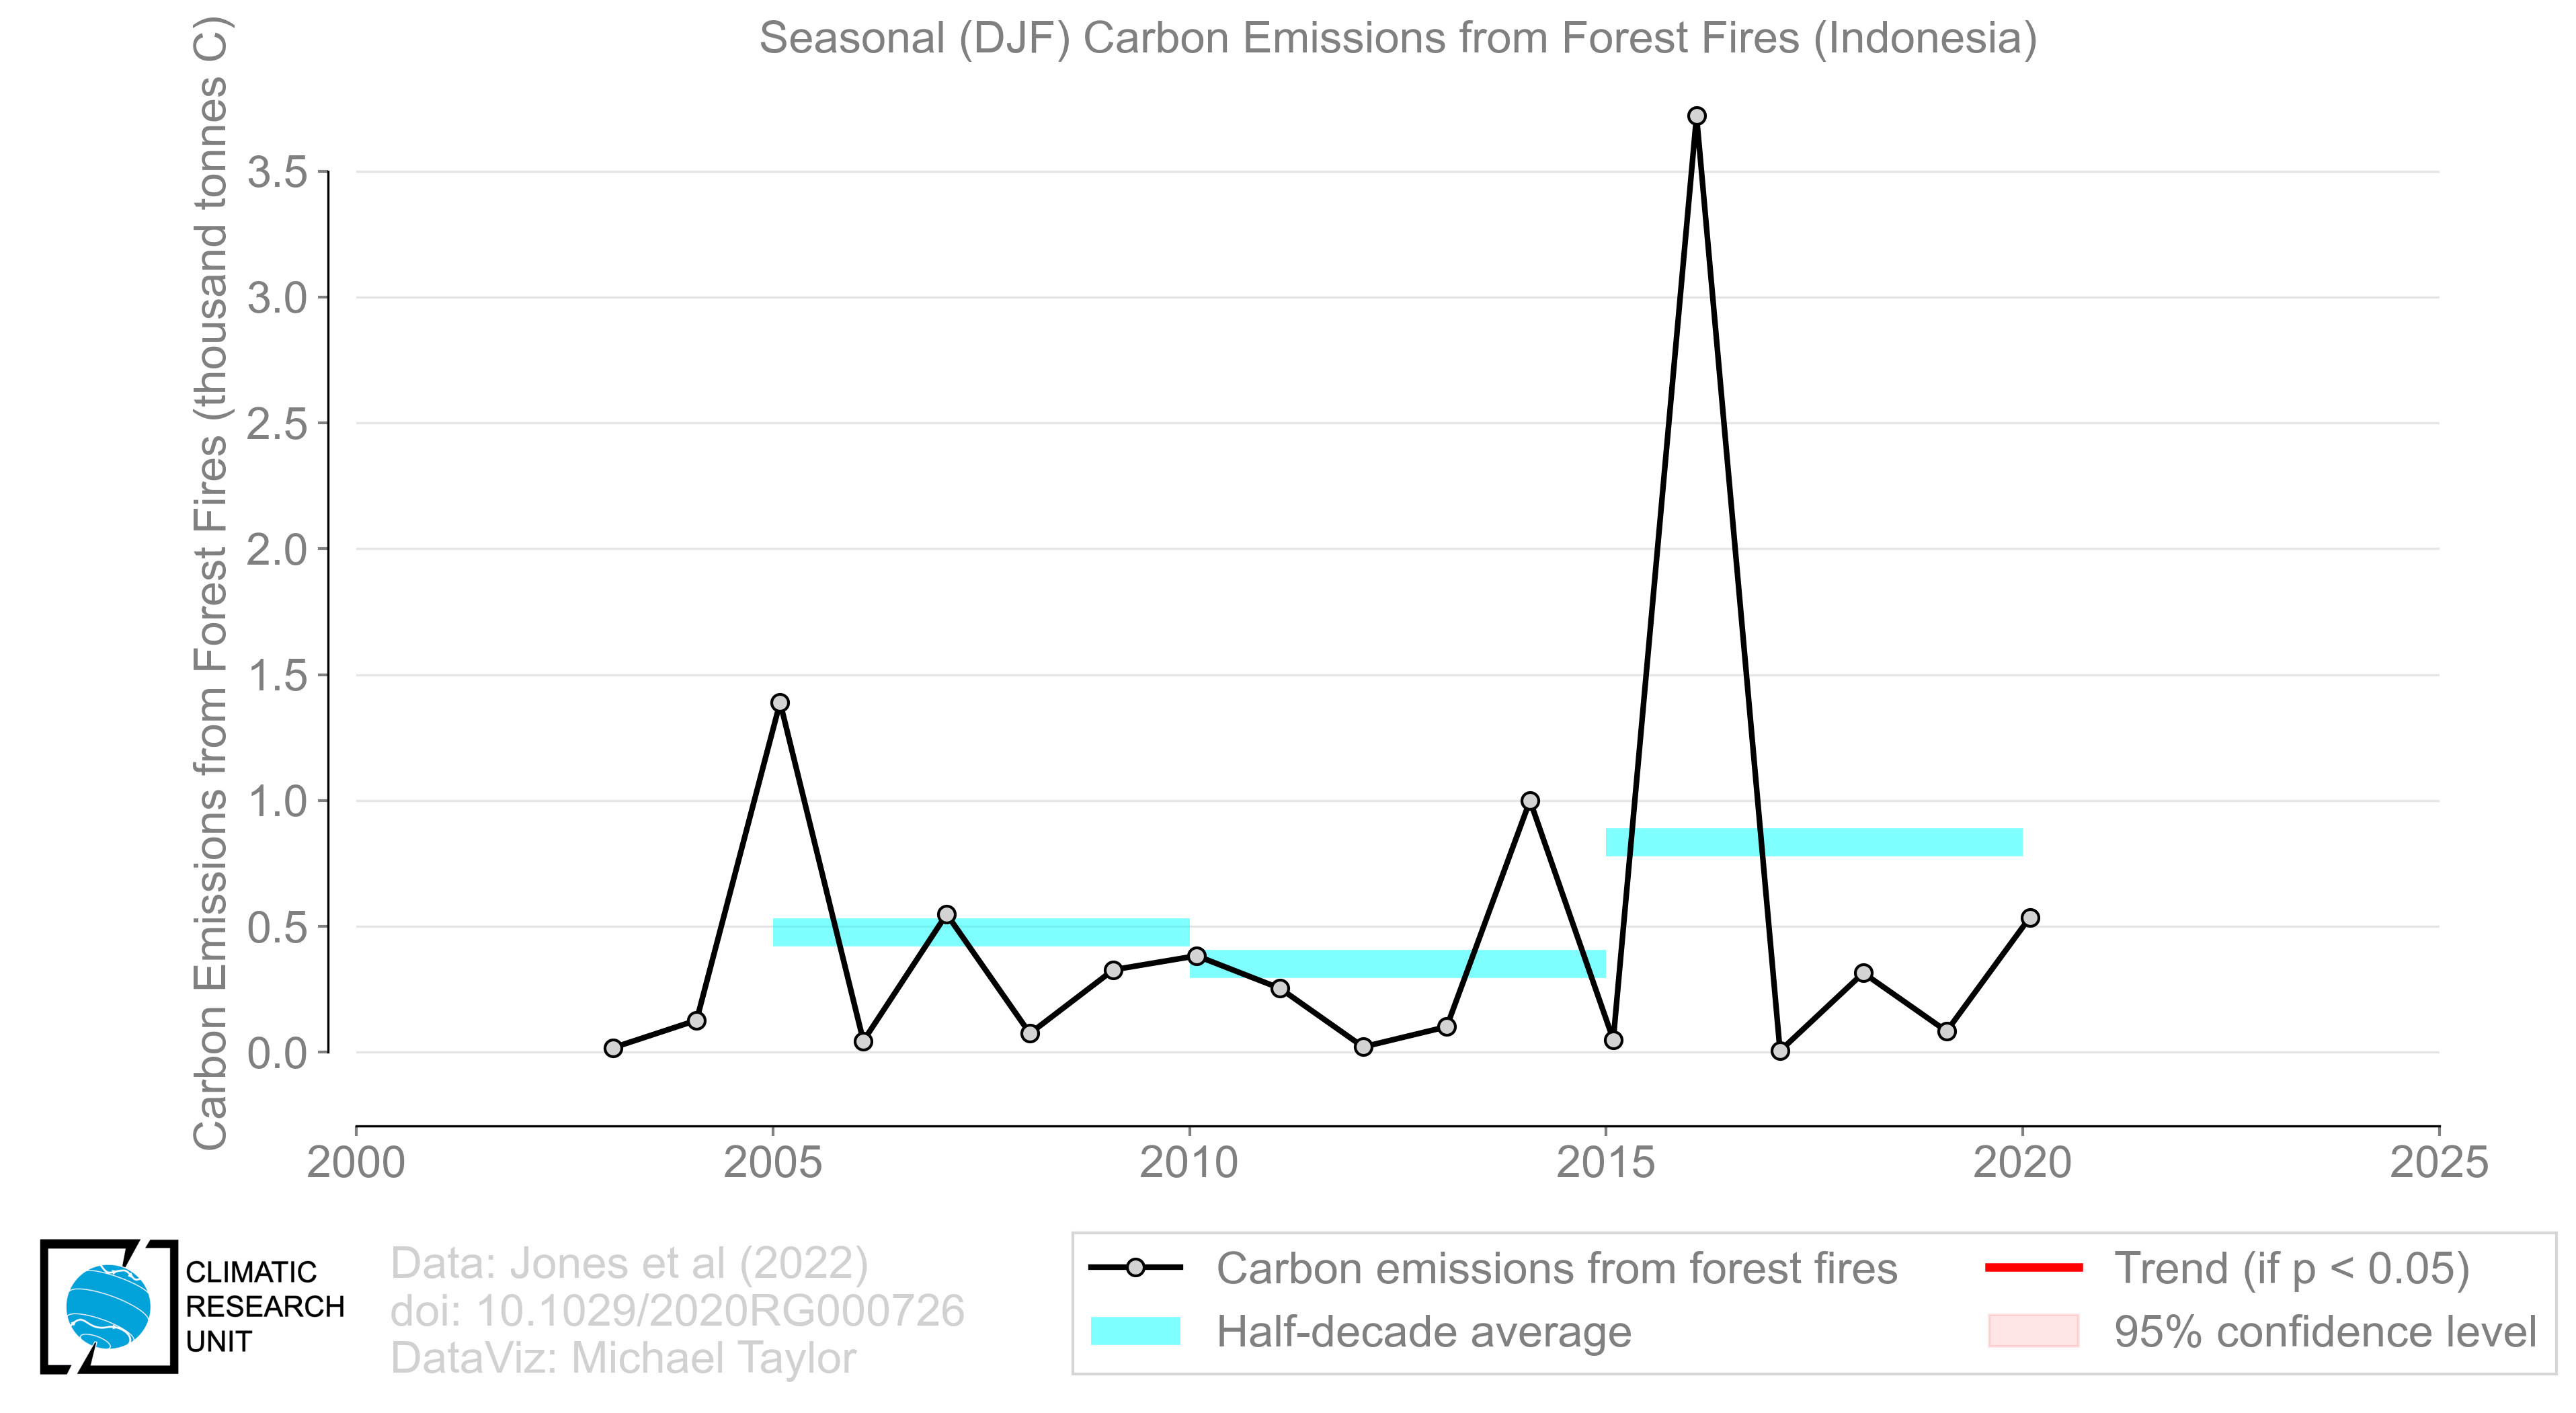 Seasonal (DJF) Carbon Emissions from Forest Fires (Indonesia)
Carbon Emissions from Forest Fires (thousand tonnes C)
3.5
3.0
2.5
2.0
1.5
1.0
0.5
0.0
2000 2005 2010 2015 2020 2025
CLIMATIC
RESEARCH
UNIT
Data: Jones et al (2022)
doi: 10.1029/2020RG000726
DataViz: Michael Taylor
Carbon emissions from forest fires
Half-decade average
Trend (if p < 0.05)
95% confidence level